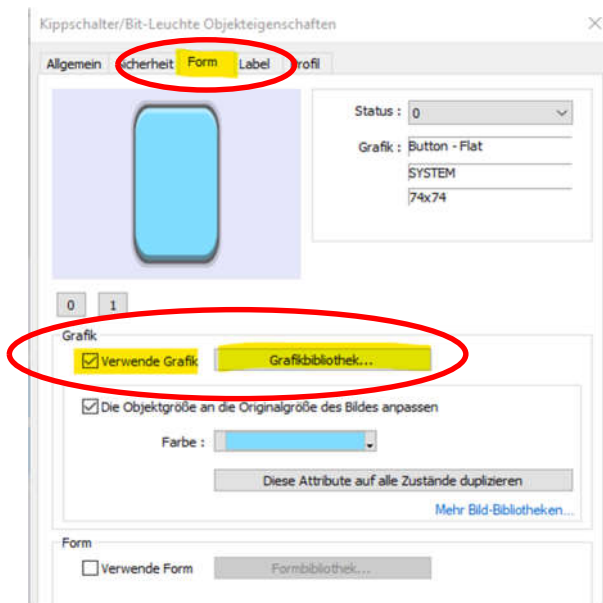 Kippschalter/Bit-Leuchte Objekteigenschaften
Allgemein Sicherheit Form Label Profil
Status : 0
Grafik : Button - Flat
SYSTEM
74x74
0 1
Grafik
Verwende Grafik Grafikbibliothek...
Die Objektgröße an die Originalgröße des Bildes anpassen
Farbe :
Diese Attribute auf alle Zustände duplizieren
Mehr Bild-Bibliotheken...
Form
Verwende Form Formbibliothek...